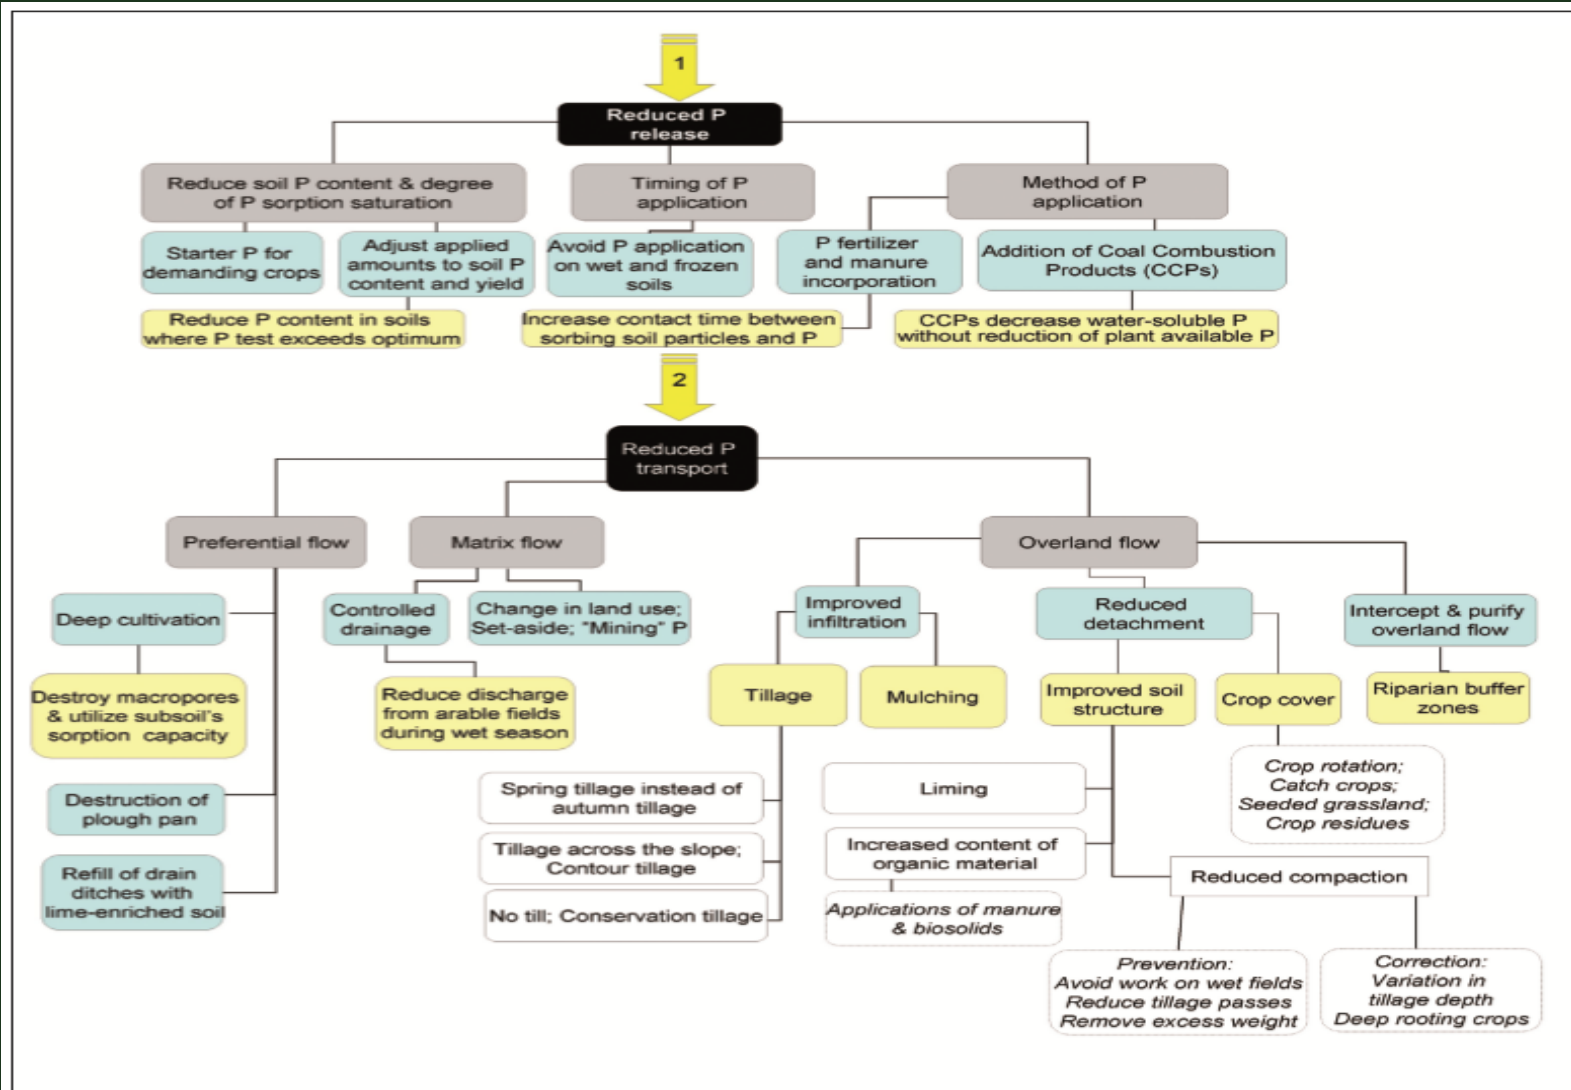 1
Reduced P
release
Reduce soil P content & degree
of P sorption saturation
Timing of P
application
Method of P
application
Starter P for
demanding crops
Adjust applied
amounts to soil P
content and yield
Avoid P application
on wet and frozen
soils
P fertilizer
and manure
incorporation
Addition of Coal Combustion
Products (CCPs)
Reduce P content in soils
where P test exceeds optimum
Increase contact time between
sorbing soil particles and P
CCPs decrease water-soluble P
without reduction of plant available P
2
Reduced P
transport
Preferential flow
Matrix flow
Overland flow
Deep cultivation
Controlled
drainage
Change in land use;
Set-aside; "Mining" P
Improved
infiltration
Reduced
detachment
Intercept & purify
overland flow
Destroy macropores
& utilize subsoil's
sorption capacity
Reduce discharge
from arable fields
during wet season
Tillage
Mulching
Improved soil
structure
Crop cover
Riparian buffer
zones
Destruction of
plough pan
Spring tillage instead of
autumn tillage
Liming
Crop rotation;
Catch crops;
Seeded grassland;
Crop residues
Refill of drain
ditches with
lime-enriched soil
Tillage across the slope;
Contour tillage
Increased content of
organic material
Reduced compaction
No till; Conservation tillage
Applications of manure
& biosolids
Prevention:
Avoid work on wet fields
Reduce tillage passes
Remove excess weight
Correction:
Variation in
tillage depth
Deep rooting crops